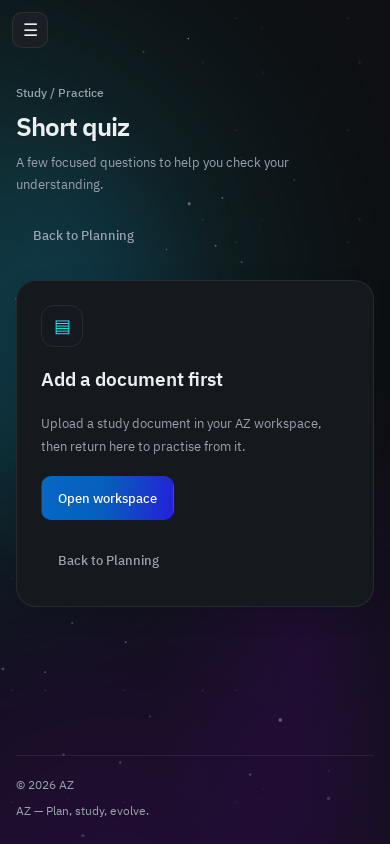 Study / Practice
Short quiz
A few focused questions to help you check your
understanding.
Back to Planning
Add a document first
Upload a study document in your AZ workspace,
then return here to practise from it.
Open workspace
Back to Planning
© 2026 AZ
AZ — Plan, study, evolve.